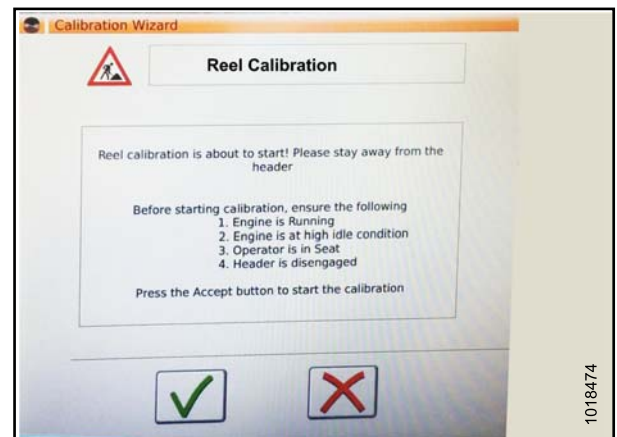 Calibration Wizard
Reel Calibration
Reel calibration is about to start! Please stay away from the
header
Before starting calibration, ensure the following
1. Engine is Running
2. Engine is at high idle condition
3. Operator is in Seat
4. Header is disengaged
Press the Accept button to start the calibration
1018474